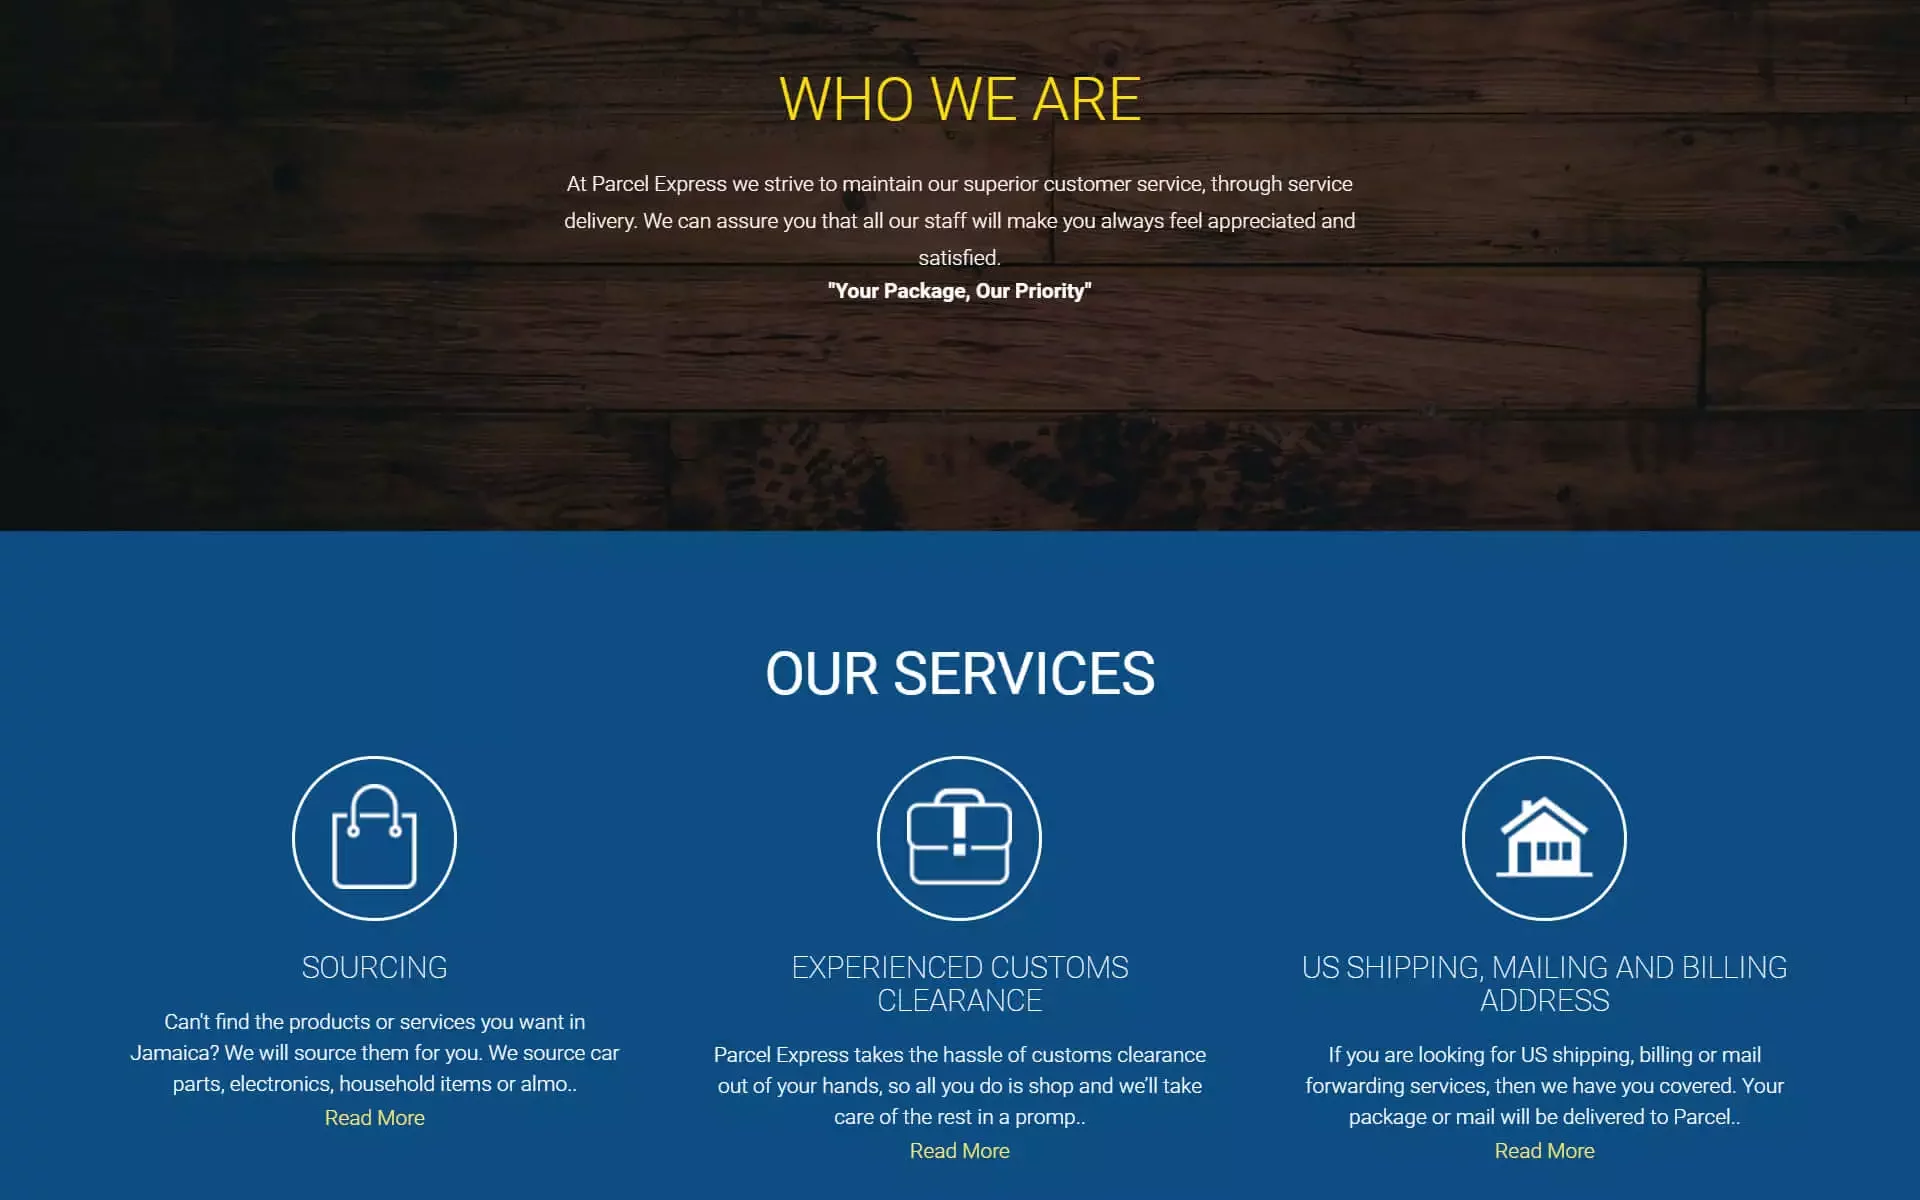 WHO WE ARE
At Parcel Express we strive to maintain our superior customer service, through service
delivery. We can assure you that all our staff will make you always feel appreciated and
satisfied.
"Your Package, Our Priority"
OUR SERVICES
SOURCING
Can't find the products or services you want in
Jamaica? We will source them for you. We source car
parts, electronics, household items or almo..
Read More
EXPERIENCED CUSTOMS
CLEARANCE
Parcel Express takes the hassle of customs clearance
out of your hands, so all you do is shop and we’ll take
care of the rest in a promp..
Read More
US SHIPPING, MAILING AND BILLING
ADDRESS
If you are looking for US shipping, billing or mail
forwarding services, then we have you covered. Your
package or mail will be delivered to Parcel..
Read More